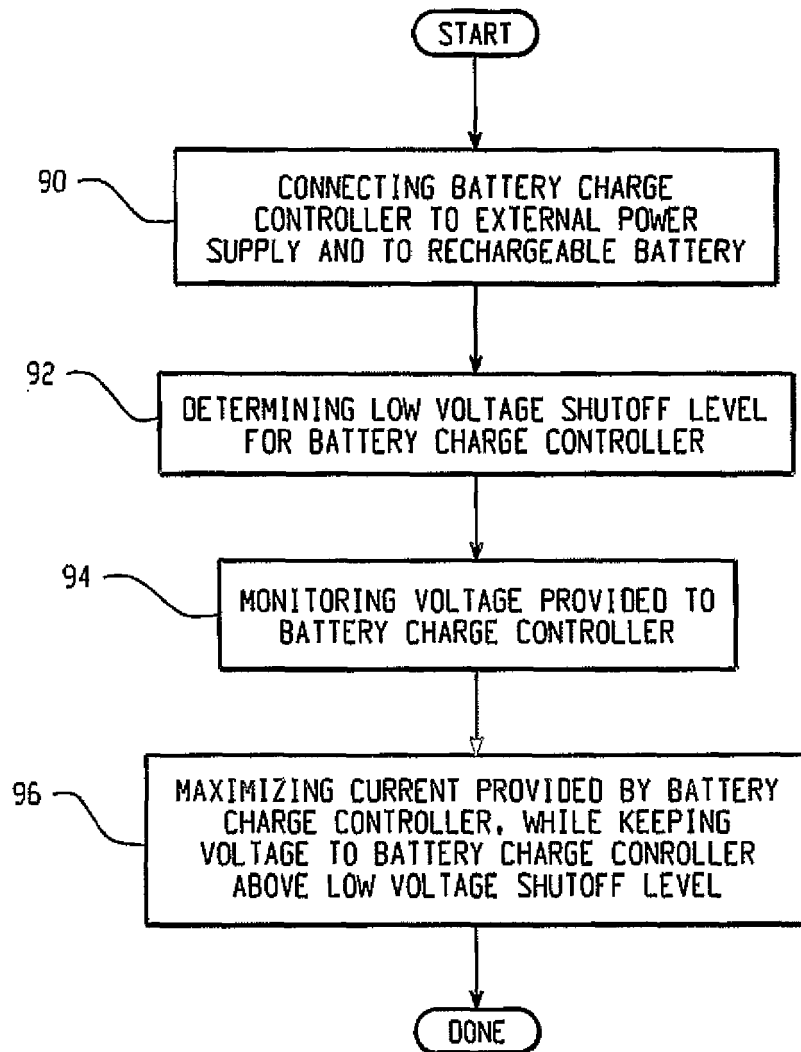 START
90
CONNECTING BATTERY CHARGE
CONTROLLER TO EXTERNAL POWER
SUPPLY AND TO RECHARGEABLE BATTERY
92
DETERMINING LOW VOLTAGE SHUTOFF LEVEL
FOR BATTERY CHARGE CONTROLLER
94
MONITORING VOLTAGE PROVIDED TO
BATTERY CHARGE CONTROLLER
96
MAXIMIZING CURRENT PROVIDED BY BATTERY
CHARGE CONTROLLER, WHILE KEEPING
VOLTAGE TO BATTERY CHARGE CONROLLER
ABOVE LOW VOLTAGE SHUTOFF LEVEL
DONE